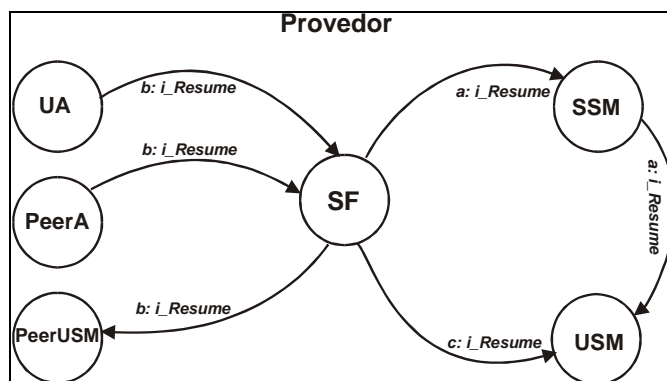 Provedor
b: i_Resume
a: i_Resume
UA
SSM
b: i_Resume
a: i_Resume
SF
PeerA
b: i_Resume
PeerUSM
c: i_Resume
USM